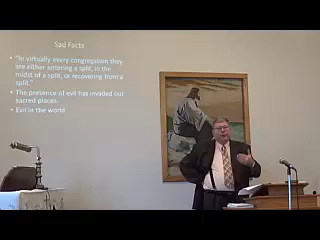 Sad Facts
• "In virtually every congregation they
are either entering a split, in the
midst of a split, or recovering from a
split."
• The presence of evil has invaded our
sacred places.
• Evil in the world